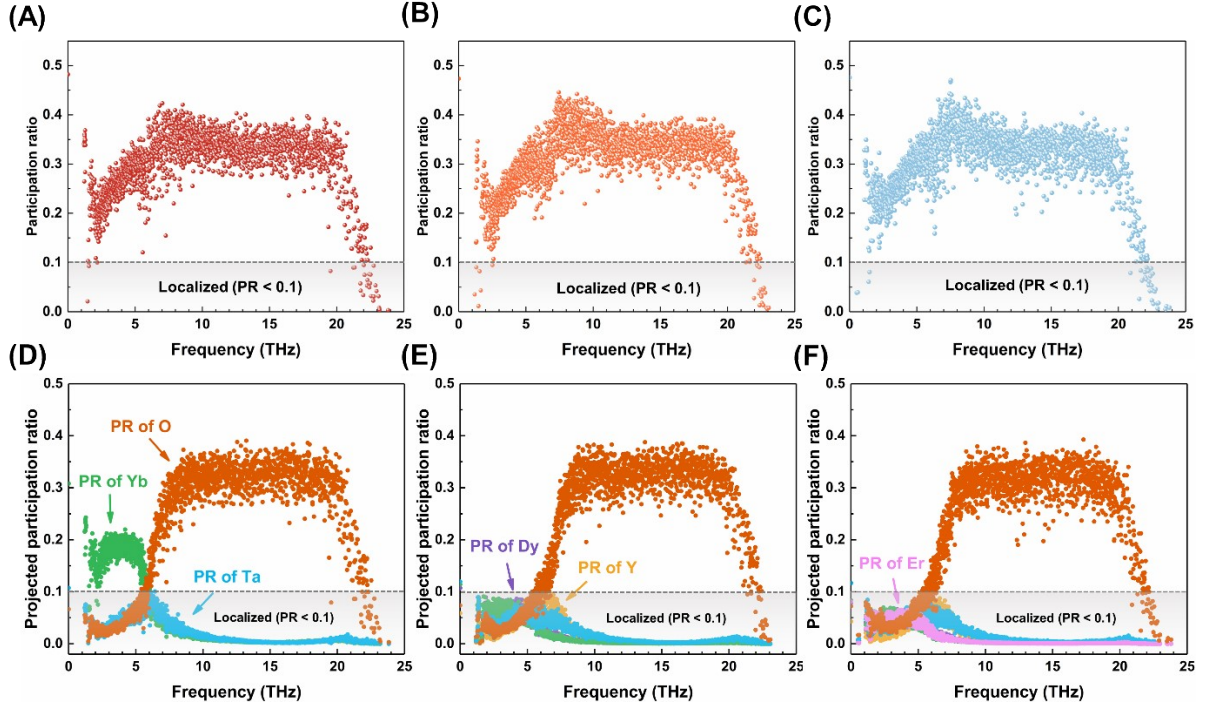 (A)
0.5
0.4
0.3
0.2
0.1
0.0
Participation ratio
Localized (PR < 0.1)
0 5 10 15 20 25
Frequency (THz)
(B)
0.5
0.4
0.3
0.2
0.1
0.0
Participation ratio
Localized (PR < 0.1)
0 5 10 15 20 25
Frequency (THz)
(C)
0.5
0.4
0.3
0.2
0.1
0.0
Participation ratio
Localized (PR < 0.1)
0 5 10 15 20 25
Frequency (THz)
(D)
0.5
0.4
0.3
0.2
0.1
0.0
Projected participation ratio
PR of O
PR of Yb
PR of Ta
Localized (PR < 0.1)
0 5 10 15 20 25
Frequency (THz)
(E)
0.5
0.4
0.3
0.2
0.1
0.0
Projected participation ratio
PR of Dy
PR of Y
Localized (PR < 0.1)
0 5 10 15 20 25
Frequency (THz)
(F)
0.5
0.4
0.3
0.2
0.1
0.0
Projected participation ratio
PR of Er
Localized (PR < 0.1)
0 5 10 15 20 25
Frequency (THz)